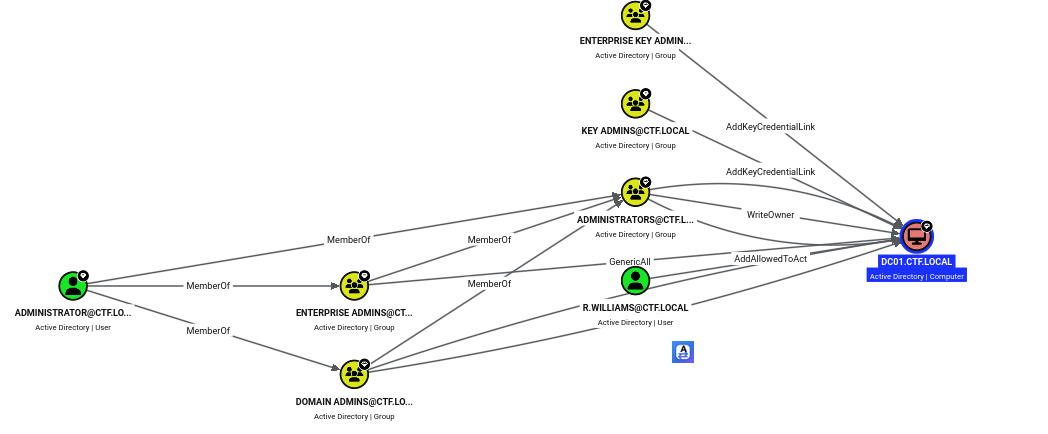 ENTERPRISE KEY ADMIN...
Active Directory | Group
AddKeyCredentialLink
KEY ADMINS@CTF.LOCAL
Active Directory | Group
AddKeyCredentialLink
ADMINISTRATORS@CTF.L...
Active Directory | Group
WriteOwner
MemberOf
MemberOf
GenericAll
AddAllowedToAct
DC01.CTF.LOCAL
Active Directory | Computer
MemberOf
MemberOf
ADMINISTRATOR@CTF.LO...
Active Directory | User
ENTERPRISE ADMINS@CT...
Active Directory | Group
R.WILLIAMS@CTF.LOCAL
Active Directory | User
MemberOf
DOMAIN ADMINS@CTF.LO...
Active Directory | Group